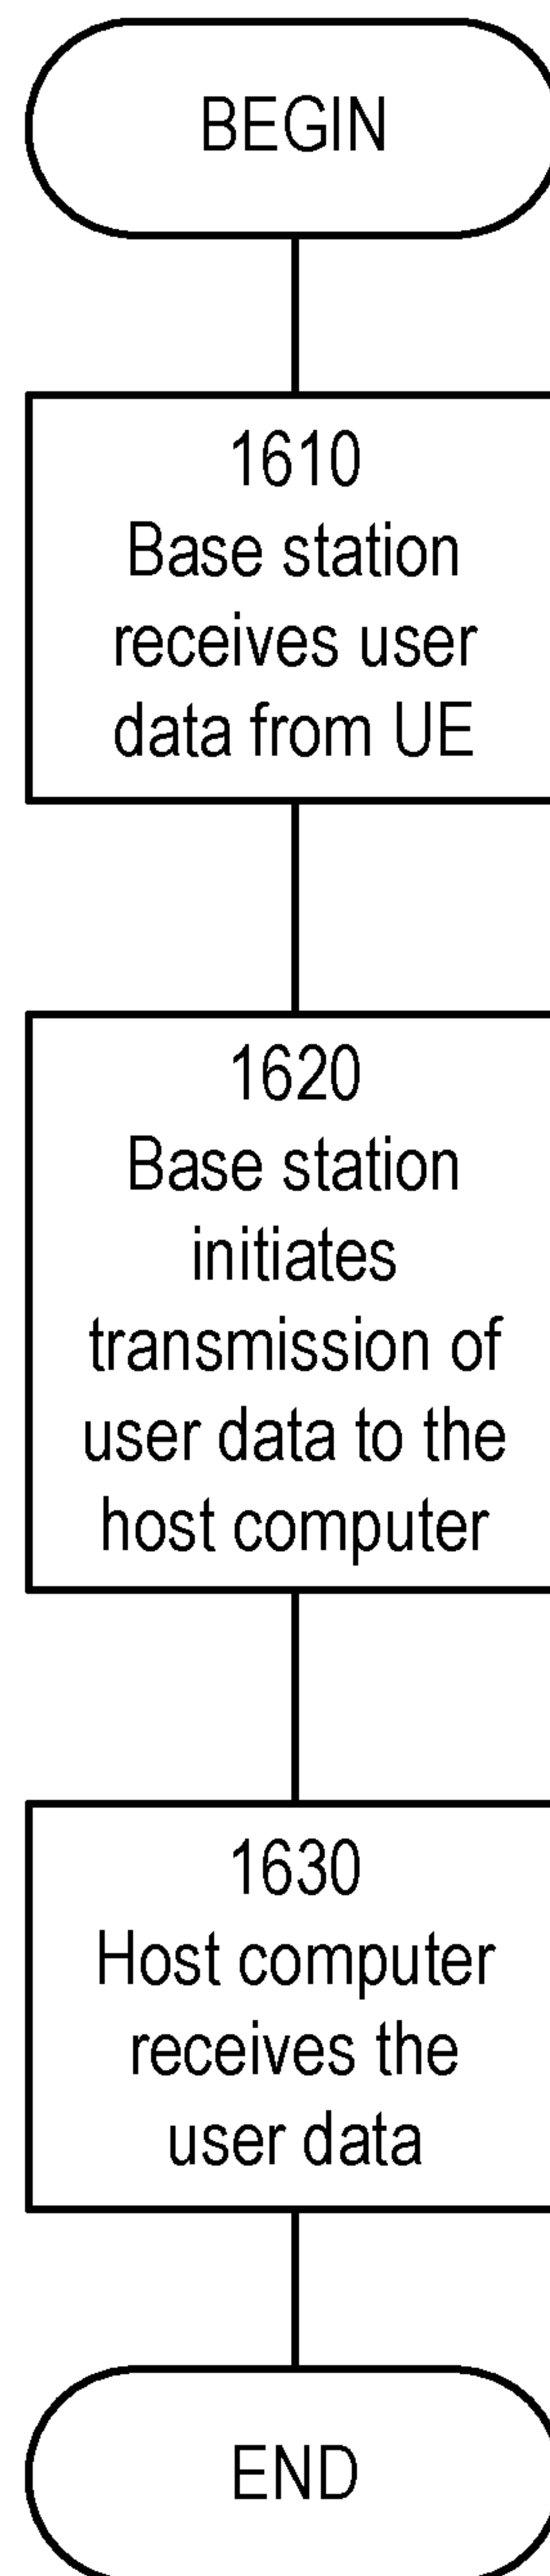 BEGIN
1610
Base station
receives user
data from UE
1620
Base station
initiates
transmission of
user data to the
host computer
1630
Host computer
receives the
user data
END